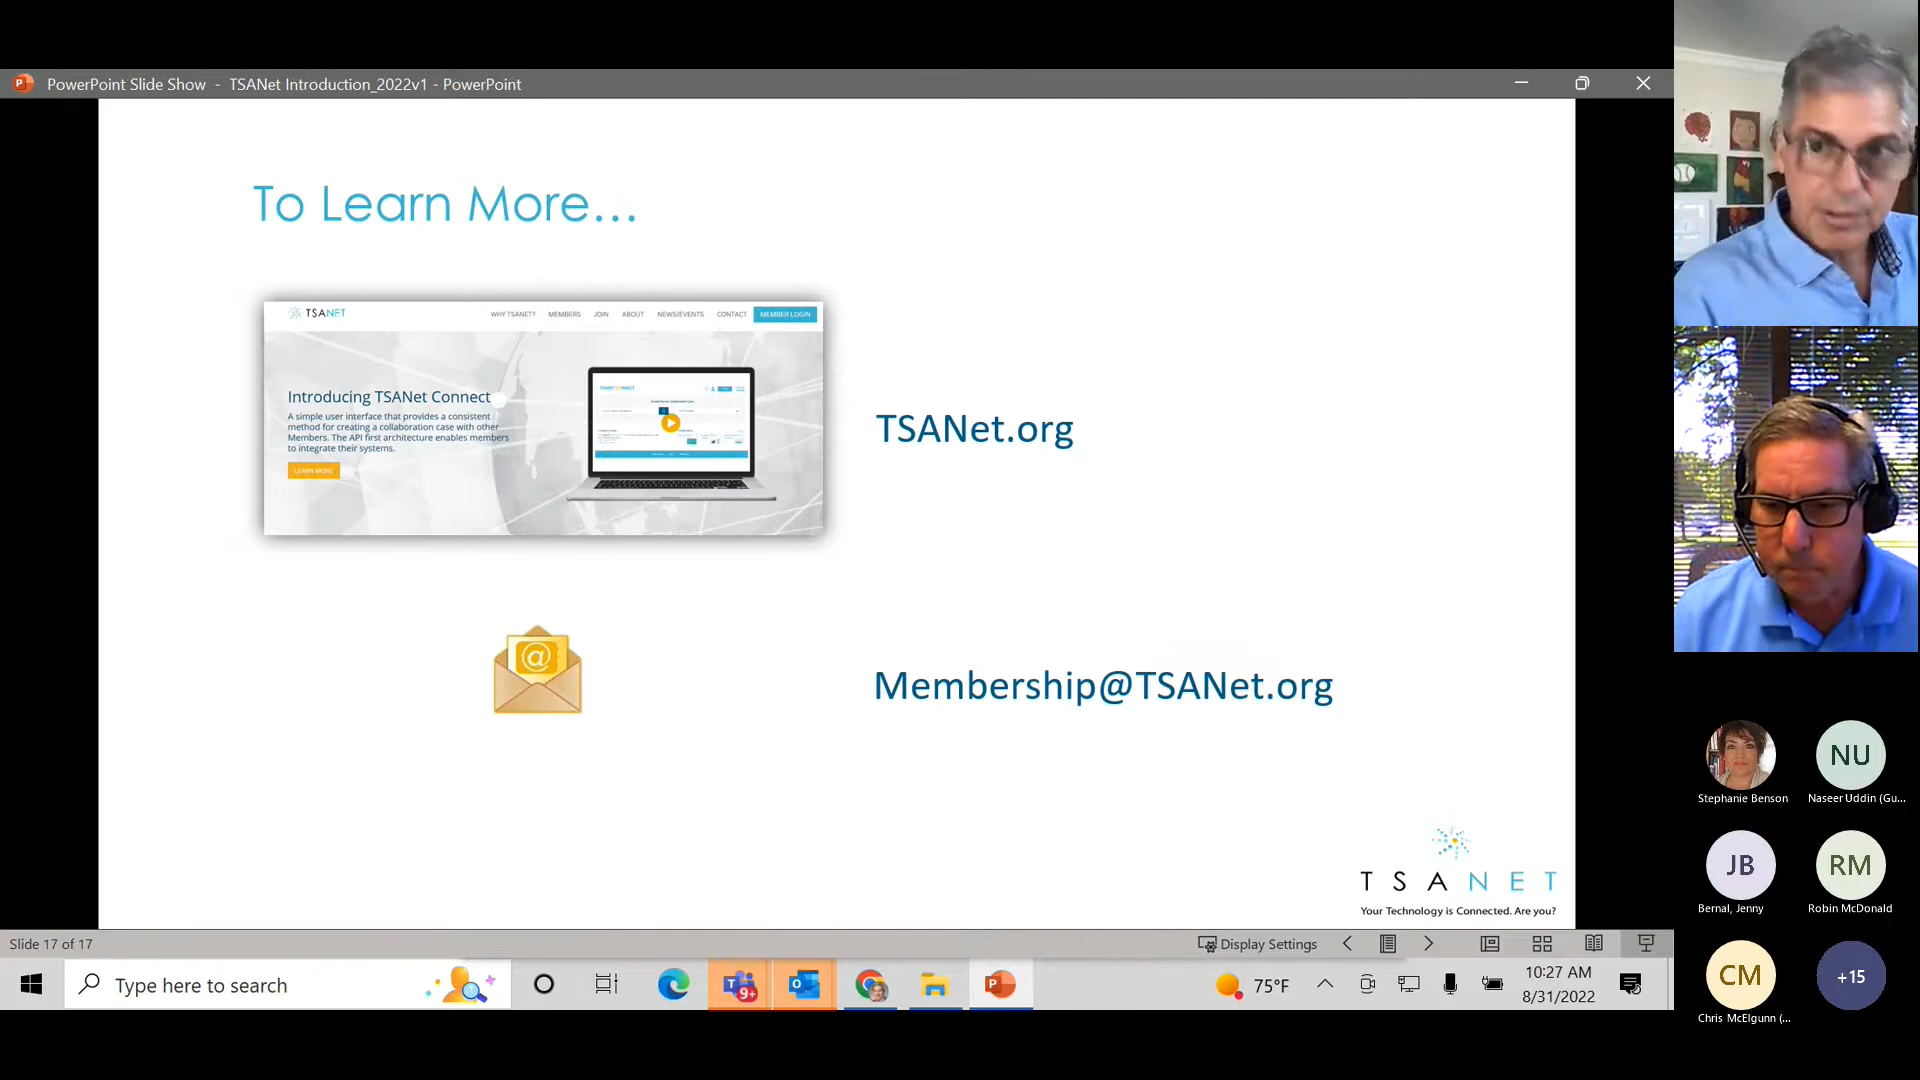 PowerPoint Slide Show - TSANet Introduction_2022v1 - PowerPoint
To Learn More...
TSANET
WHY TSANET? MEMBERS JOIN ABOUT NEWS/EVENTS CONTACT MEMBER LOGIN
Introducing TSANet Connect
A simple user interface that provides a consistent
method for creating a collaboration case with other
Members. The API first architecture enables members
to integrate their systems.
LEARN MORE
TSANet.org
@
Membership@TSANet.org
TSANET
Your Technology is Connected. Are you?
Slide 17 of 17
Display Settings
Type here to search
9+
75°F
10:27 AM
8/31/2022
Stephanie Benson
NU
Naseer Uddin (Gu...
JB
Bernal, Jenny
RM
Robin McDonald
CM
Chris McElgunn (...
+15